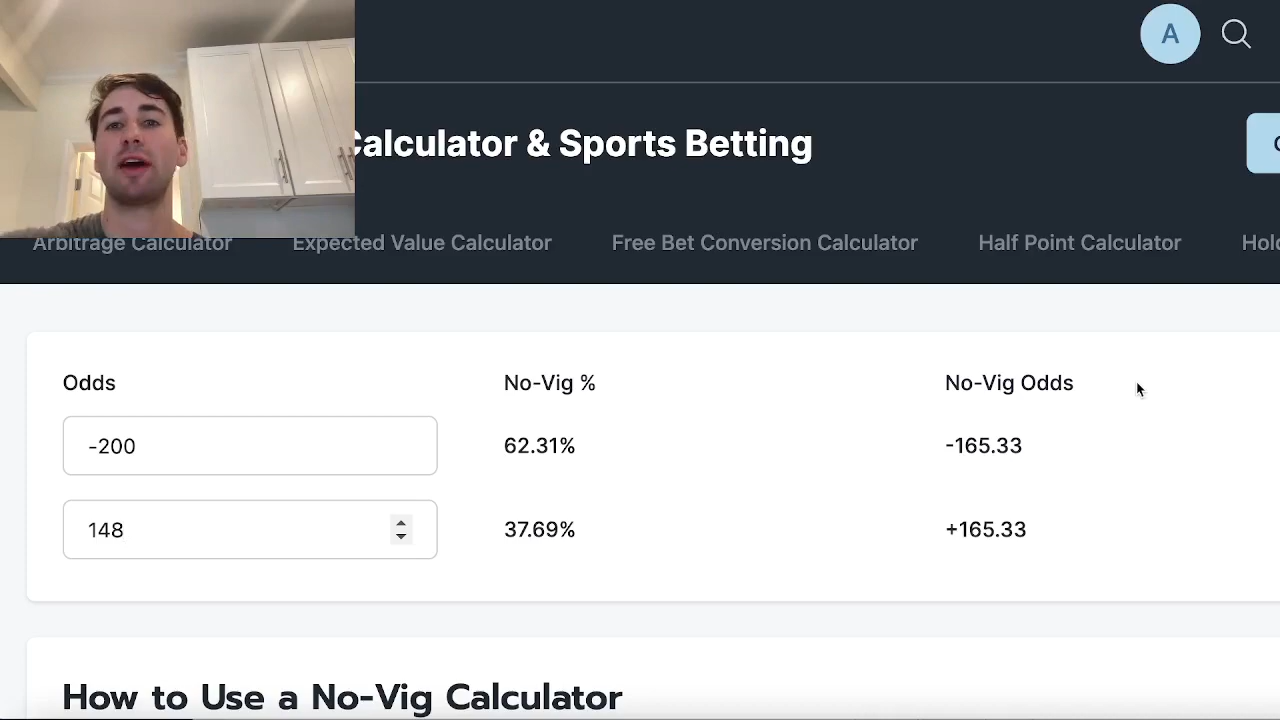 A
Calculator & Sports Betting
Arbitrage Calculator Expected Value Calculator Free Bet Conversion Calculator Half Point Calculator
Odds No-Vig % No-Vig Odds
-200 62.31% -165.33
148 37.69% +165.33
How to Use a No-Vig Calculator